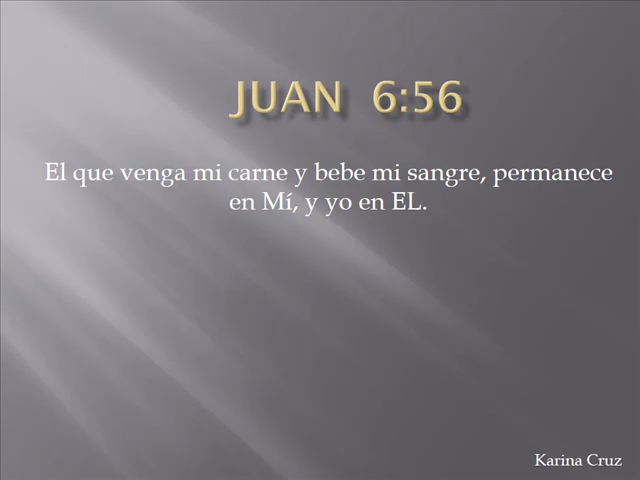 JUAN 6:56
El que venga mi carne y bebe mi sangre, permanece
en Mí, y yo en EL.
Karina Cruz